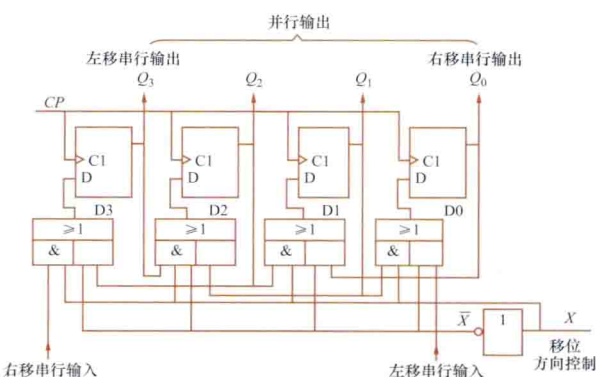 并行输出
左移串行输出
右移串行输出
Q3
Q2
Q1
Q0
CP
C1
D
C1
D
C1
D
C1
D
D3
D2
D1
D0
≥1
&
≥1
&
≥1
&
≥1
&
X̅
1
X
移位
方向控制
右移串行输入
左移串行输入